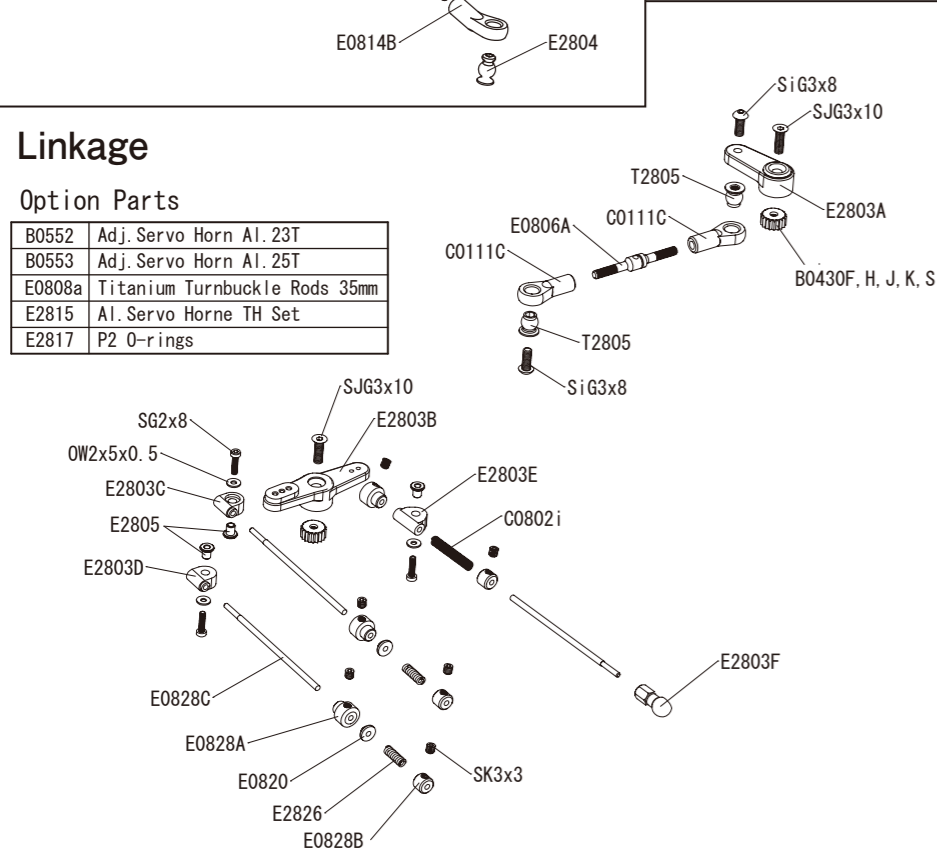 E0814B
E2804
Linkage
Option Parts
B0552 Adj.Servo Horn Al.23T
B0553 Adj.Servo Horn Al.25T
E0808a Titanium Turnbuckle Rods 35mm
E2815 Al.Servo Horne TH Set
E2817 P2 O-rings
SiG3x8
SJG3x10
T2805
E2803A
C0111C
E0806A
C0111C
B0430F,H,J,K,S
T2805
SiG3x8
SJG3x10
SG2x8
E2803B
OW2x5x0.5
E2803C
E2803E
E2805
C0802i
E2803D
E2803F
E0828C
E0828A
E0820
SK3x3
E2826
E0828B